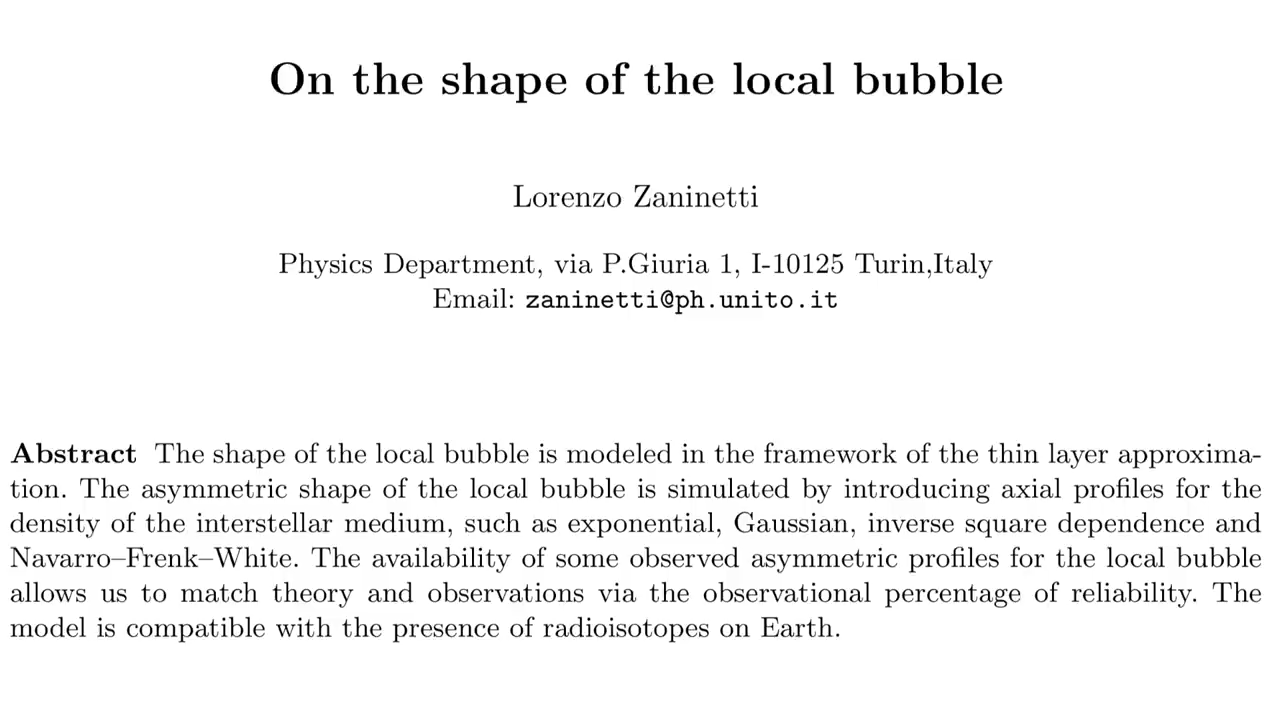 On the shape of the local bubble
Lorenzo Zaninetti
Physics Department, via P.Giuria 1, I-10125 Turin,Italy
Email: zaninetti@ph.unito.it
Abstract The shape of the local bubble is modeled in the framework of the thin layer approxima-
tion. The asymmetric shape of the local bubble is simulated by introducing axial profiles for the
density of the interstellar medium, such as exponential, Gaussian, inverse square dependence and
Navarro–Frenk–White. The availability of some observed asymmetric profiles for the local bubble
allows us to match theory and observations via the observational percentage of reliability. The
model is compatible with the presence of radioisotopes on Earth.